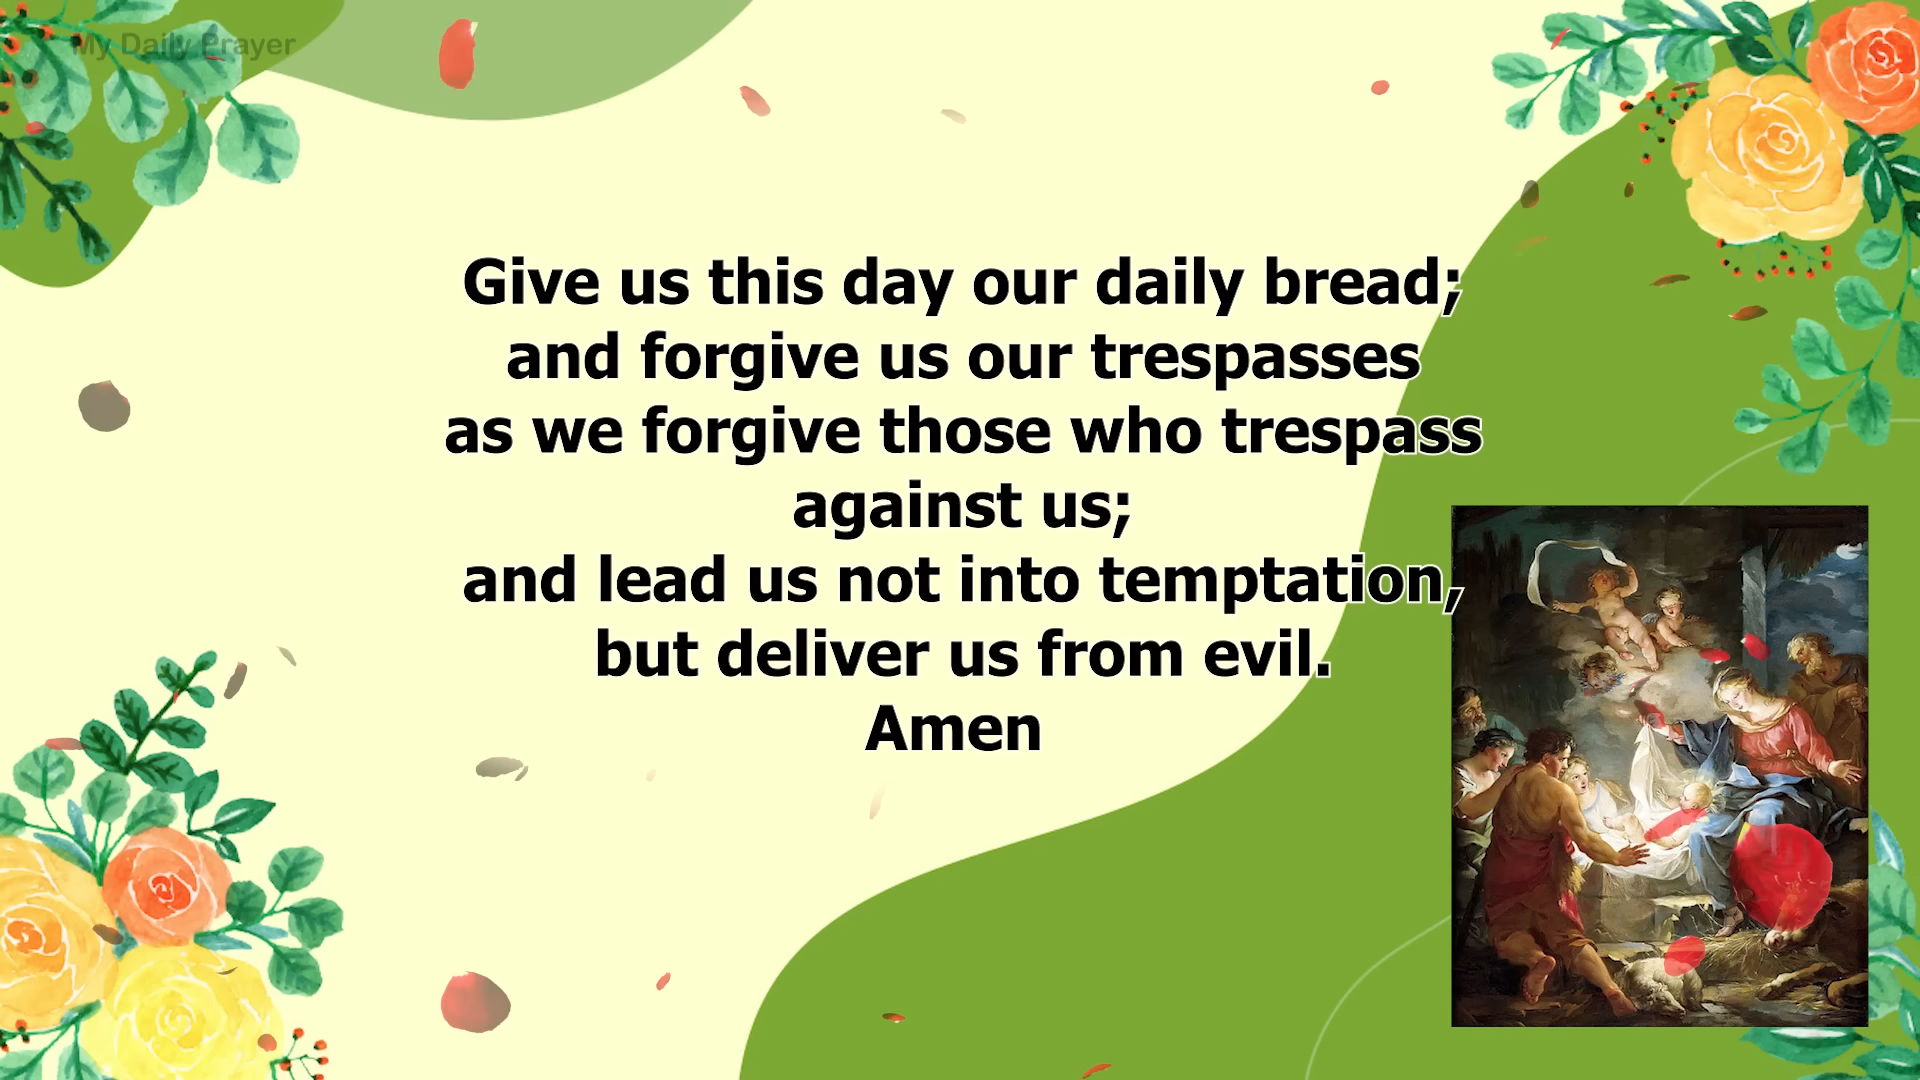 My Daily Prayer
Give us this day our daily bread;
and forgive us our trespasses
as we forgive those who trespass
against us;
and lead us not into temptation,
but deliver us from evil.
Amen